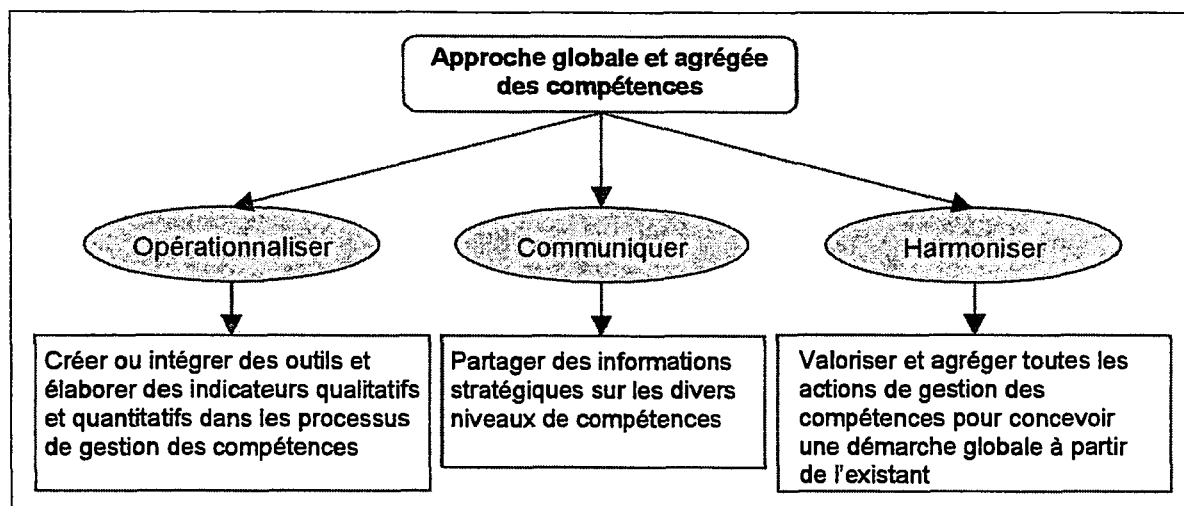 Approche globale et agrégée
des compétences
Opérationnaliser
Communiquer
Harmoniser
Créer ou intégrer des outils et
élaborer des indicateurs qualitatifs
et quantitatifs dans les processus
de gestion des compétences
Partager des informations
stratégiques sur les divers
niveaux de compétences
Valoriser et agréger toutes les
actions de gestion des
compétences pour concevoir
une démarche globale à partir
de l'existant